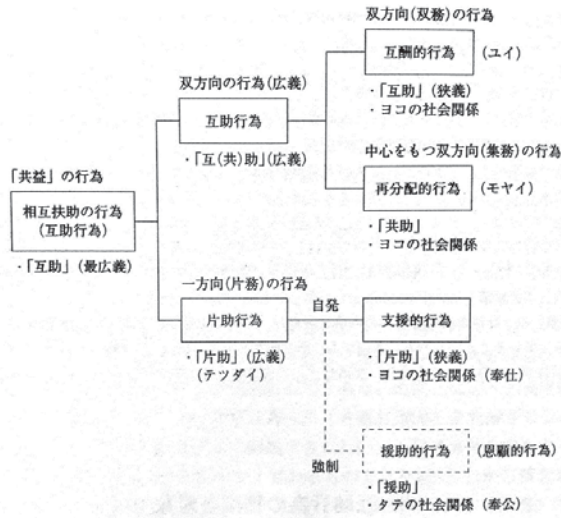 双方向(双務)の行為
互酬的行為 (ユイ)
・「互助」(狭義)
・ヨコの社会関係
双方向の行為(広義)
互助行為
・「互(共)助」(広義)
中心をもつ双方向(集務)の行為
再分配的行為 (モヤイ)
・「共助」
・ヨコの社会関係
「共益」の行為
相互扶助の行為
(互助行為)
・「互助」(最広義)
一方向(片務)の行為
片助行為
・「片助」(広義)
(テツダイ)
自発
支援的行為
・「片助」(狭義)
・ヨコの社会関係(奉仕)
強制
援助的行為 (恩顧的行為)
・「援助」
・タテの社会関係(奉公)